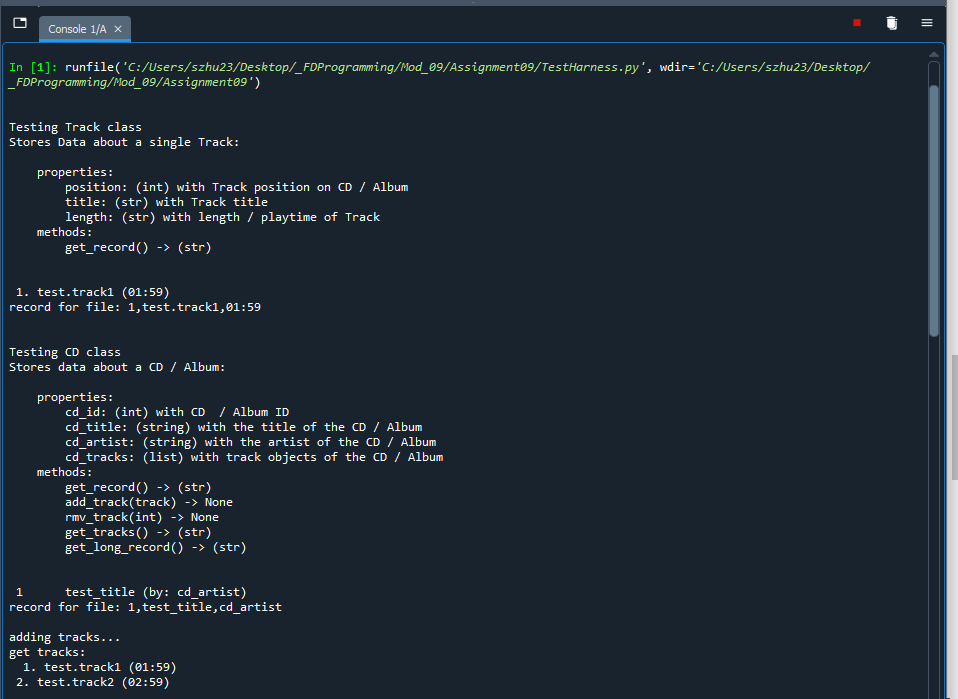 Console 1/A ×
In [1]: runfile('C:/Users/szhu23/Desktop/_FDProgramming/Mod_09/Assignment09/TestHarness.py', wdir='C:/Users/szhu23/Desktop/
_FDProgramming/Mod_09/Assignment09')
Testing Track class
Stores Data about a single Track:
properties:
position: (int) with Track position on CD / Album
title: (str) with Track title
length: (str) with length / playtime of Track
methods:
get_record() -> (str)
1. test.track1 (01:59)
record for file: 1,test.track1,01:59
Testing CD class
Stores data about a CD / Album:
properties:
cd_id: (int) with CD  / Album ID
cd_title: (string) with the title of the CD / Album
cd_artist: (string) with the artist of the CD / Album
cd_tracks: (list) with track objects of the CD / Album
methods:
get_record() -> (str)
add_track(track) -> None
rmv_track(int) -> None
get_tracks() -> (str)
get_long_record() -> (str)
1      test_title (by: cd_artist)
record for file: 1,test_title,cd_artist
adding tracks...
get tracks:
1. test.track1 (01:59)
2. test.track2 (02:59)